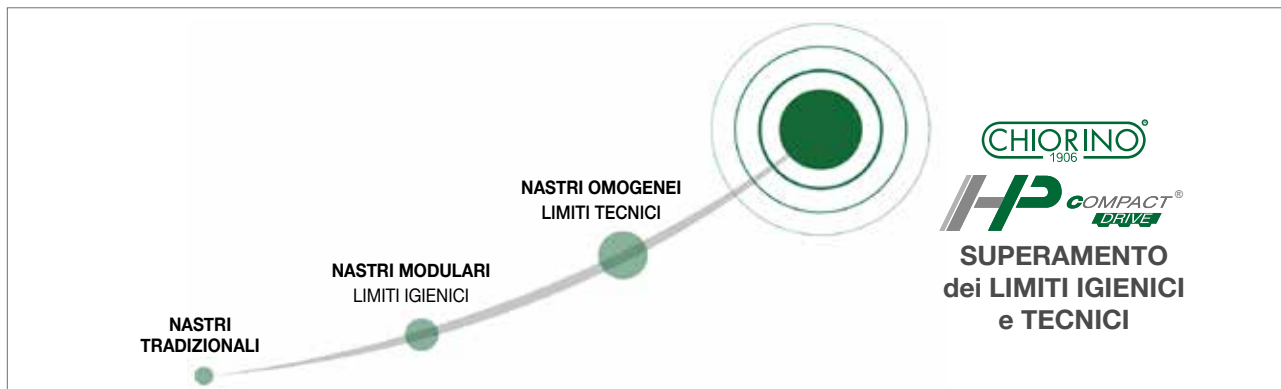 NASTRI
TRADIZIONALI
NASTRI MODULARI
LIMITI IGIENICI
NASTRI OMOGENEI
LIMITI TECNICI
CHIORINO®
1906
HP COMPACT®
DRIVE
SUPERAMENTO
dei LIMITI IGIENICI
e TECNICI